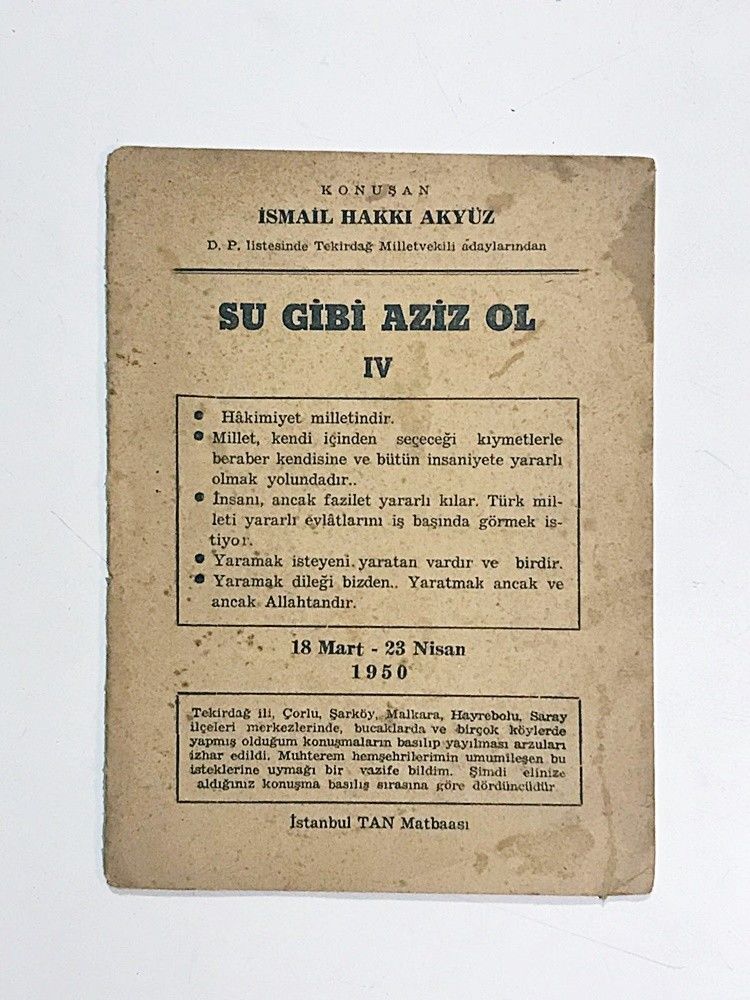 KONUŞAN
İSMAİL HAKKI AKYÜZ
D. P. listesinde Tekirdağ Milletvekili adaylarından
SU GİBİ AZİZ OL
IV
● Hâkimiyet milletindir.
● Millet, kendi içinden seçeceği kıymetlerle
beraber kendisine ve bütün insaniyete yararlı
olmak yolundadır..
● İnsanı, ancak fazilet yararlı kılar. Türk mil-
leti yararlı evlâtlarını iş başında görmek is-
tiyor.
● Yaramak isteyeni yaratan vardır ve birdir.
● Yaramak dileği bizden.. Yaratmak ancak ve
ancak Allahtandır.
18 Mart - 23 Nisan
1950
Tekirdağ ili, Çorlu, Şarköy, Malkara, Hayrebolu, Saray
ilçeleri merkezlerinde, bucaklarda ve birçok köylerde
yapmış olduğum konuşmaların basılıp yayılması arzuları
izhar edildi. Muhterem hemşehrilerimin umumileşen bu
isteklerine uymağı bir vazife bildim. Şimdi elinize
aldığınız konuşma basılış sırasına göre dördüncüdür
İstanbul TAN Matbaası